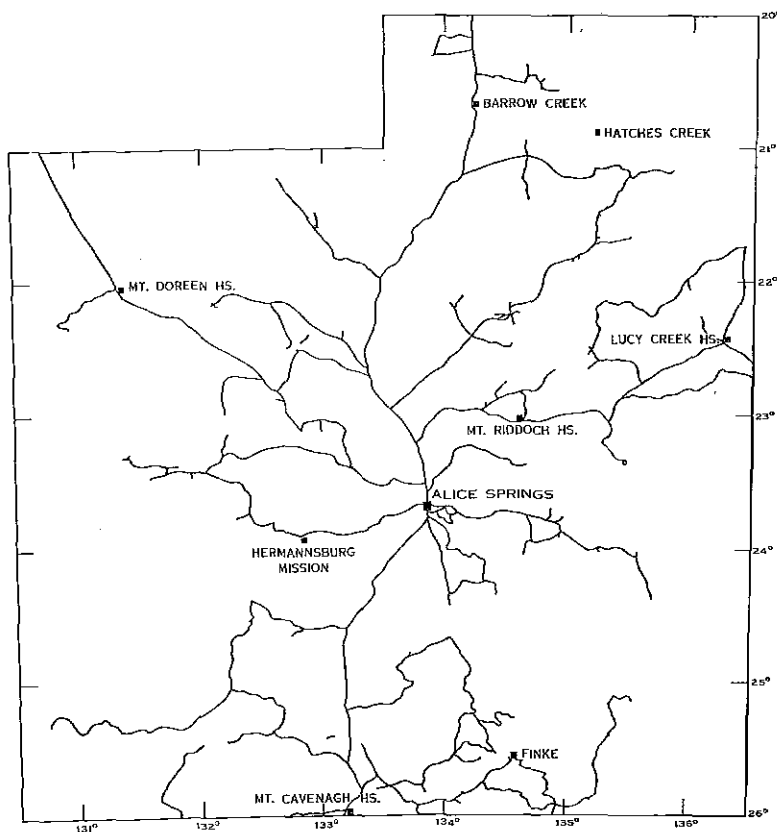 20°
BARROW CREEK
HATCHES CREEK
21°
MT. DOREEN HS.
22°
LUCY CREEK HS.
23°
MT. RIDDOCH HS.
ALICE SPRINGS
HERMANNSBURG
MISSION
24°
25°
FINKE
MT. CAVENAGH HS.
26°
131°
132°
133°
134°
135°
136°